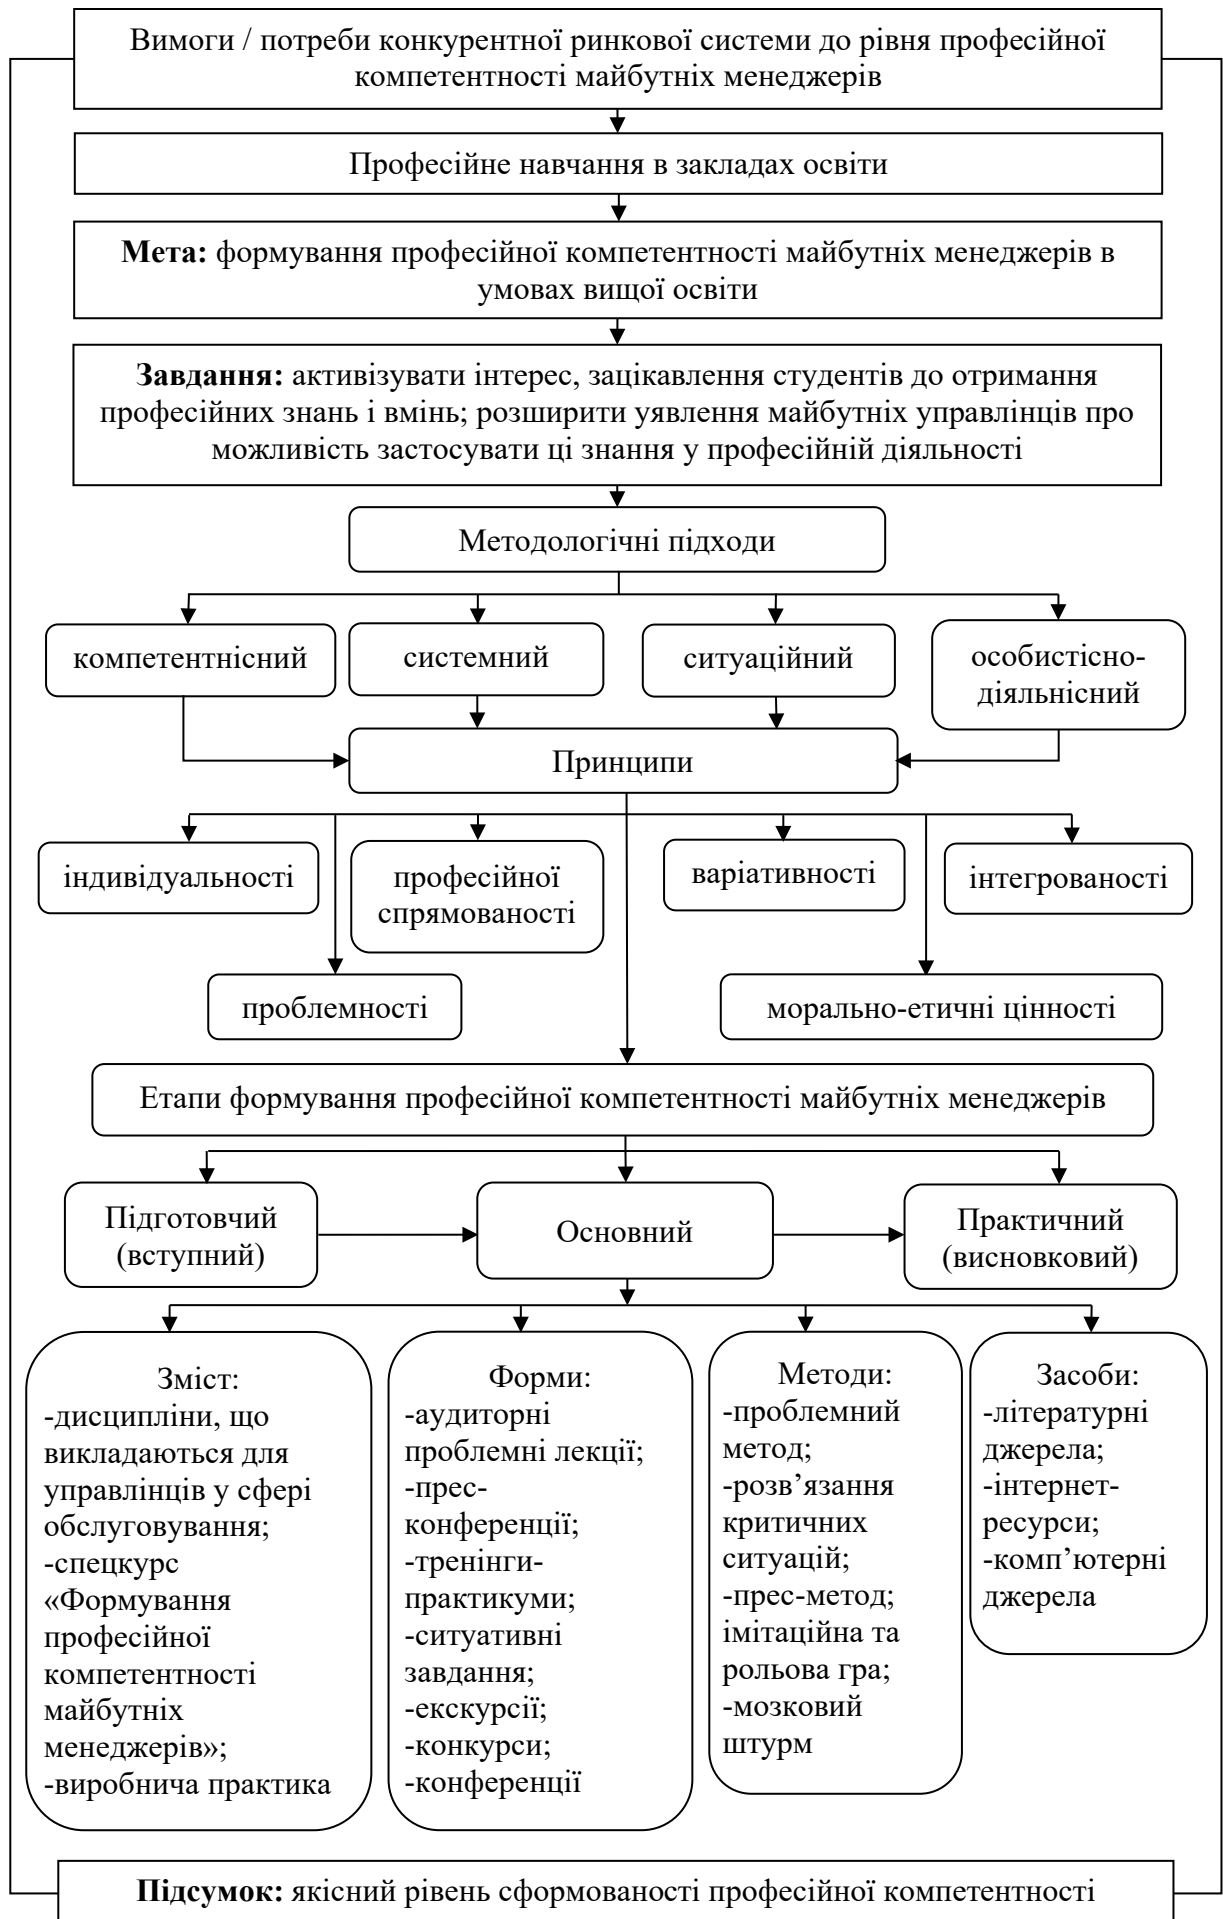 Вимоги / потреби конкурентної ринкової системи до рівня професійної
компетентності майбутніх менеджерів
Професійне навчання в закладах освіти
Мета: формування професійної компетентності майбутніх менеджерів в
умовах вищої освіти
Завдання: активізувати інтерес, зацікавлення студентів до отримання
професійних знань і вмінь; розширити уявлення майбутніх управлінців про
можливість застосувати ці знання у професійній діяльності
Методологічні підходи
компетентнісний
системний
ситуаційний
особистісно-
діяльнісний
Принципи
індивідуальності
професійної
спрямованості
варіативності
інтегрованості
проблемності
морально-етичні цінності
Етапи формування професійної компетентності майбутніх менеджерів
Підготовчий
(вступний)
Основний
Практичний
(висновковий)
Зміст:
-дисципліни, що
викладаються для
управлінців у сфері
обслуговування;
-спецкурс
«Формування
професійної
компетентності
майбутніх
менеджерів»;
-виробнича практика
Форми:
-аудиторні
проблемні лекції;
-прес-
конференції;
-тренінги-
практикуми;
-ситуативні
завдання;
-екскурсії;
-конкурси;
-конференції
Методи:
-проблемний
метод;
-розв’язання
критичних
ситуацій;
-прес-метод;
імітаційна та
рольова гра;
-мозковий
штурм
Засоби:
-літературні
джерела;
-інтернет-
ресурси;
-комп’ютерні
джерела
Підсумок: якісний рівень сформованості професійної компетентності